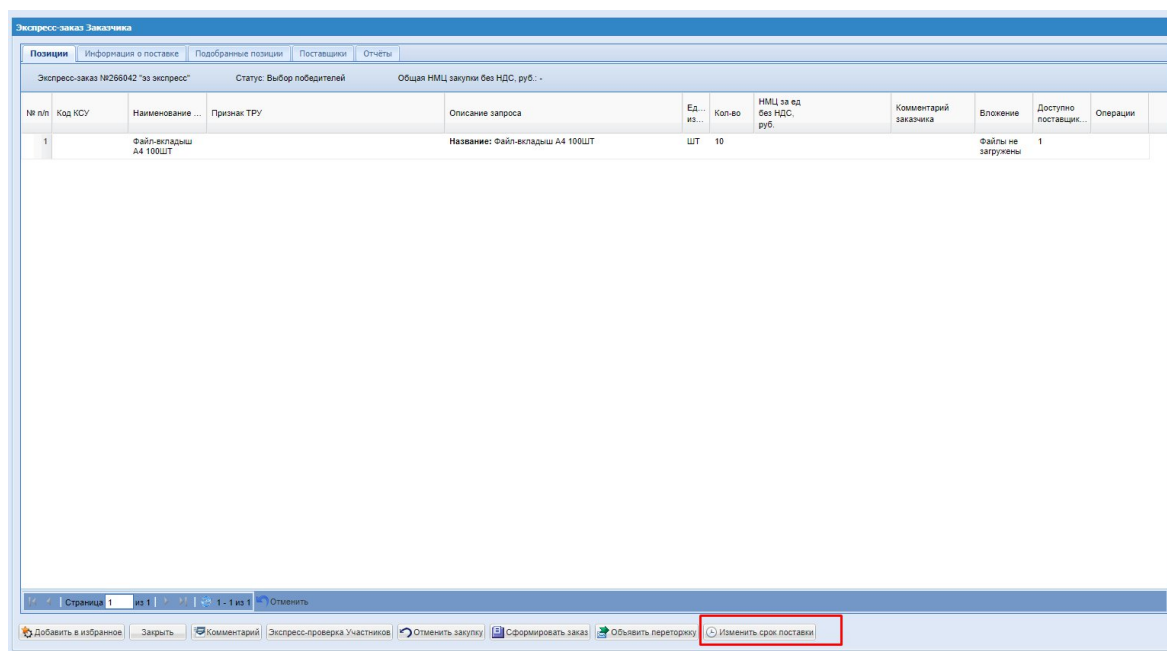 Экспресс-заказ Заказчика
Позиции Информация о поставке Подобранные позиции Поставщики Отчёты
Экспресс-заказ №266042 "эз экспресс" Статус: Выбор победителей Общая НМЦ закупки без НДС, руб.: -
№ п/п Код КСУ Наименование ... Признак ТРУ Описание запроса Ед... из... Кол-во НМЦ за ед без НДС, руб. Комментарий заказчика Вложение Доступно поставщик... Операции
1 Файл-вкладыш А4 100ШТ Название: Файл-вкладыш А4 100ШТ ШТ 10 Файлы не загружены 1
Страница 1 из 1 1 - 1 из 1 Отменить
Добавить в избранное Закрыть Комментарий Экспресс-проверка Участников Отменить закупку Сформировать заказ Объявить переторжку Изменить срок поставки